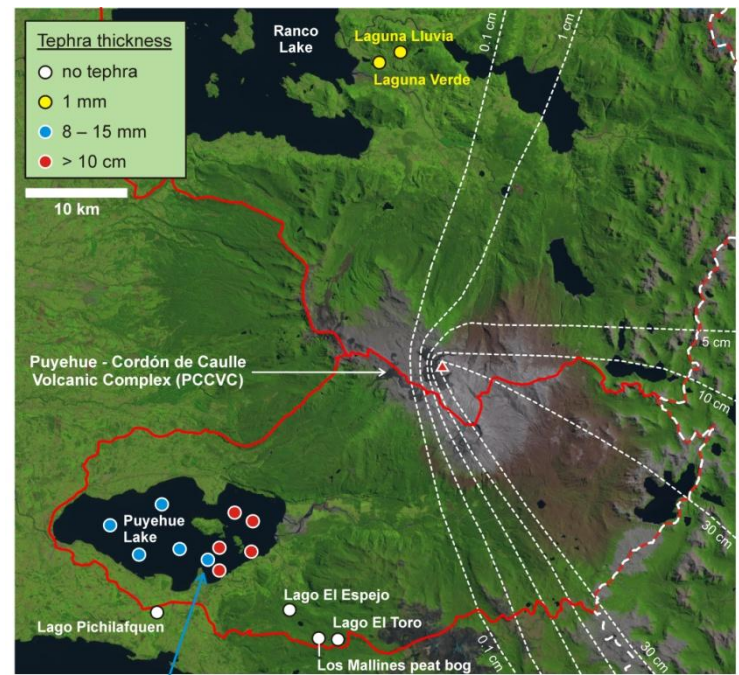 Tephra thickness
no tephra
1 mm
8 – 15 mm
> 10 cm
10 km
Ranco
Lake
Laguna Lluvia
Laguna Verde
0.1 cm
1 cm
5 cm
10 cm
30 cm
Puyehue - Cordón de Caulle
Volcanic Complex (PCCVC)
Puyehue
Lake
Lago Pichilafquen
Lago El Espejo
Lago El Toro
Los Mallines peat bog
0.1 cm
30 cm